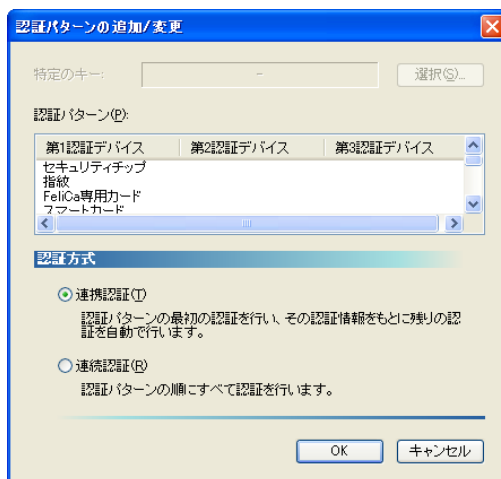 認証パターンの追加/変更
特定のキー: - 選択(S)...
認証パターン(P):
第1認証デバイス 第2認証デバイス 第3認証デバイス
セキュリティチップ
指紋
FeliCa専用カード
スマートカード
認証方式
連携認証(T)
認証パターンの最初の認証を行い、その認証情報をもとに残りの認
証を自動で行います。
連続認証(R)
認証パターンの順にすべて認証を行います。
OK キャンセル